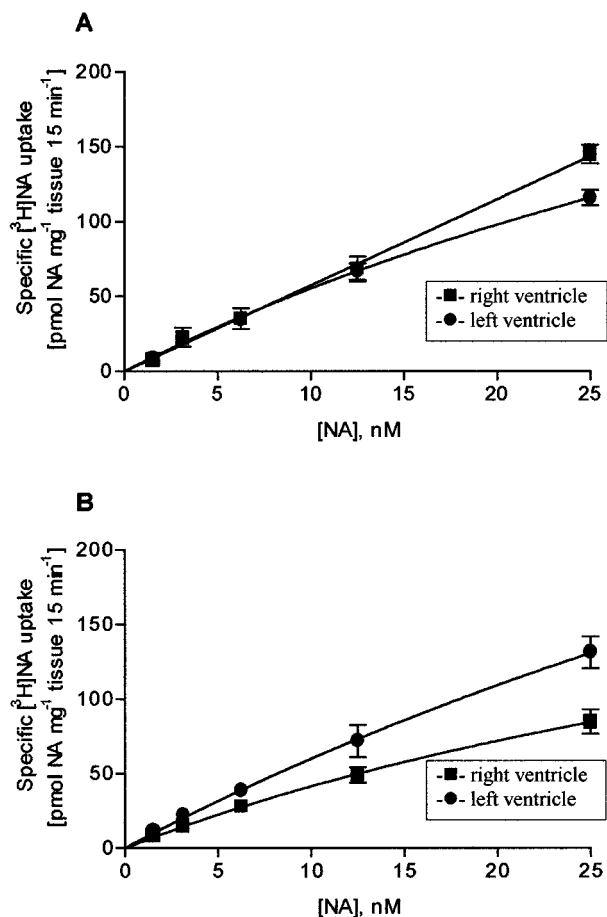 A
Specific [³H]NA uptake
[pmol NA mg⁻¹ tissue 15 min⁻¹]
200
150
100
50
0
0 5 10 15 20 25
[NA], nM
-■- right ventricle
-●- left ventricle
B
Specific [³H]NA uptake
[pmol NA mg⁻¹ tissue 15 min⁻¹]
200
150
100
50
0
0 5 10 15 20 25
[NA], nM
-■- right ventricle
-●- left ventricle